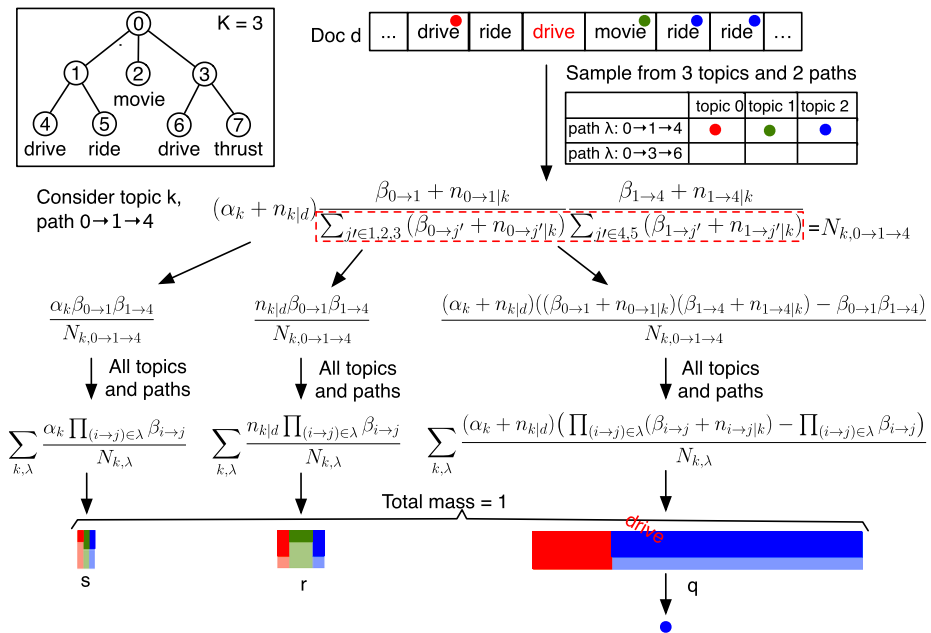 0 K = 3
1 2 3
movie
4 5 6 7
drive ride drive thrust
Doc d ... drive ride drive movie ride ride ...
Sample from 3 topics and 2 paths
topic 0 topic 1 topic 2
path λ: 0→1→4
path λ: 0→3→6
Consider topic k,
path 0→1→4
(α_k + n_{k|d}) \frac{β_{0→1} + n_{0→1|k}}{∑_{j′∈1,2,3} (β_{0→j′} + n_{0→j′|k})} \frac{β_{1→4} + n_{1→4|k}}{∑_{j′∈4,5} (β_{1→j′} + n_{1→j′|k})} = N_{k,0→1→4}
\frac{α_k β_{0→1} β_{1→4}}{N_{k,0→1→4}}
\frac{n_{k|d} β_{0→1} β_{1→4}}{N_{k,0→1→4}}
\frac{(α_k + n_{k|d})((β_{0→1} + n_{0→1|k})(β_{1→4} + n_{1→4|k}) − β_{0→1} β_{1→4})}{N_{k,0→1→4}}
All topics
and paths
All topics
and paths
All topics
and paths
∑_{k,λ} \frac{α_k ∏_{(i→j)∈λ} β_{i→j}}{N_{k,λ}}
∑_{k,λ} \frac{n_{k|d} ∏_{(i→j)∈λ} β_{i→j}}{N_{k,λ}}
∑_{k,λ} \frac{(α_k + n_{k|d})(∏_{(i→j)∈λ} (β_{i→j} + n_{i→j|k}) − ∏_{(i→j)∈λ} β_{i→j})}{N_{k,λ}}
Total mass = 1
drive
s r q